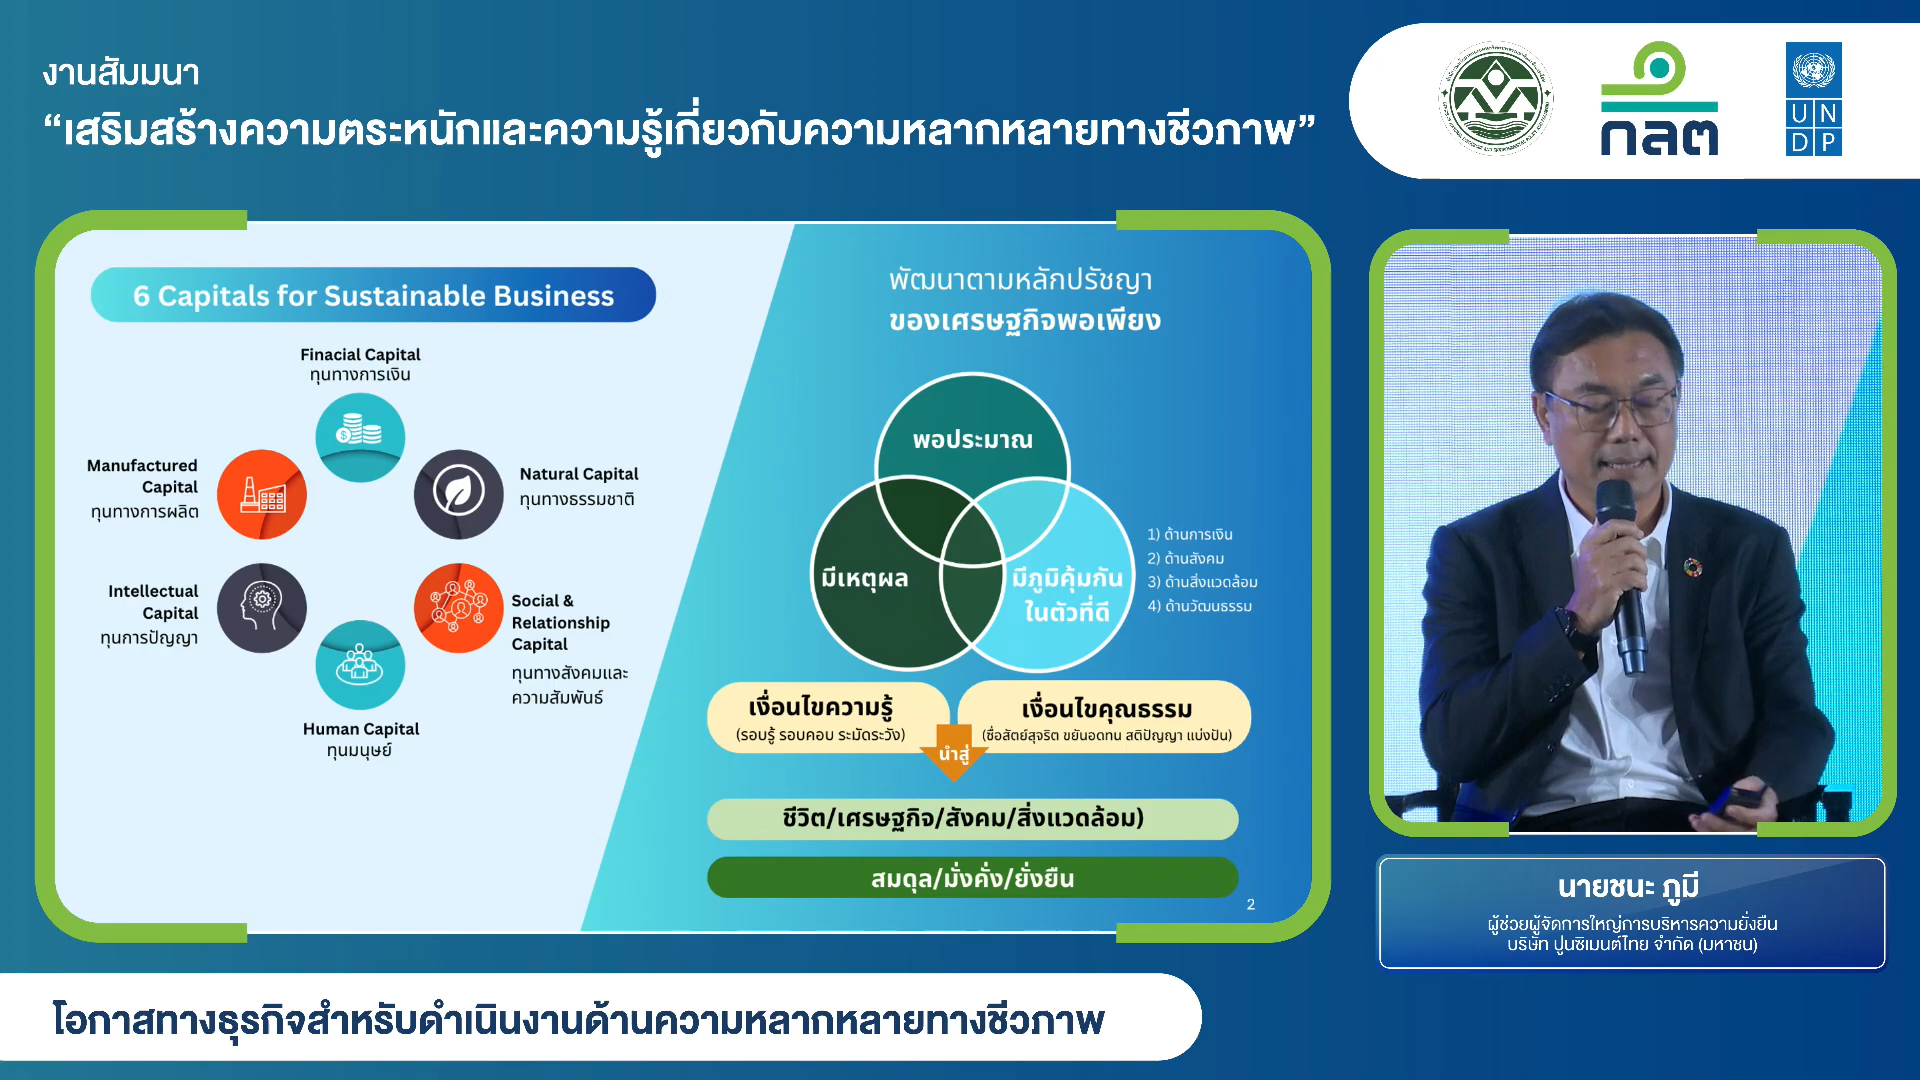 งานสัมมนา
“เสริมสร้างความตระหนักและความรู้เกี่ยวกับความหลากหลายทางชีวภาพ”
กลต
UN
DP
6 Capitals for Sustainable Business
Finacial Capital
ทุนทางการเงิน
Manufactured
Capital
ทุนทางการผลิต
Natural Capital
ทุนทางธรรมชาติ
Intellectual
Capital
ทุนการปัญญา
Social &
Relationship
Capital
ทุนทางสังคมและ
ความสัมพันธ์
Human Capital
ทุนมนุษย์
พัฒนาตามหลักปรัชญา
ของเศรษฐกิจพอเพียง
พอประมาณ
มีเหตุผล
มีภูมิคุ้มกัน
ในตัวที่ดี
1) ด้านการเงิน
2) ด้านสังคม
3) ด้านสิ่งแวดล้อม
4) ด้านวัฒนธรรม
เงื่อนไขความรู้
(รอบรู้ รอบคอบ ระมัดระวัง)
เงื่อนไขคุณธรรม
(ซื่อสัตย์สุจริต ขยันอดทน สติปัญญา แบ่งปัน)
นำสู่
ชีวิต/เศรษฐกิจ/สังคม/สิ่งแวดล้อม)
สมดุล/มั่งคั่ง/ยั่งยืน
2
นายชนะ ภูมี
ผู้ช่วยผู้จัดการใหญ่การบริหารความยั่งยืน
บริษัท ปูนซิเมนต์ไทย จำกัด (มหาชน)
โอกาสทางธุรกิจสำหรับดำเนินงานด้านความหลากหลายทางชีวภาพ